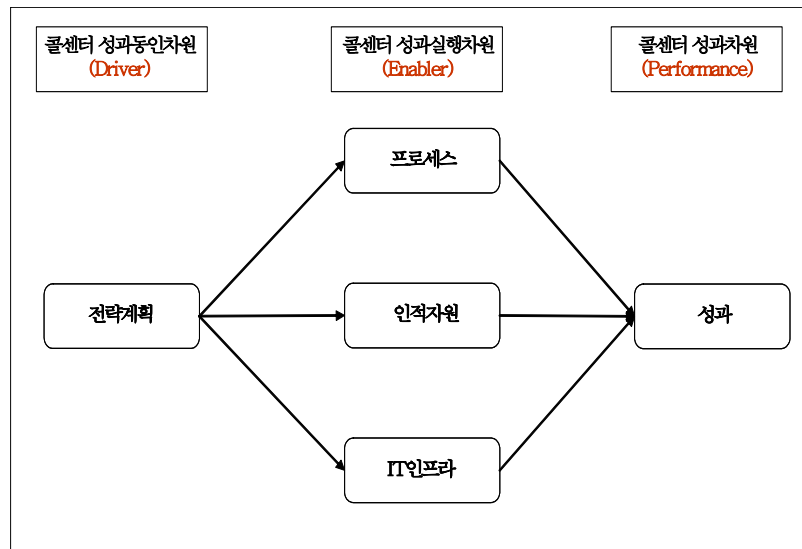 콜센터 성과동인차원
(Driver)
콜센터 성과실행차원
(Enabler)
콜센터 성과차원
(Performance)
프로세스
전략계획
인적자원
성과
IT인프라